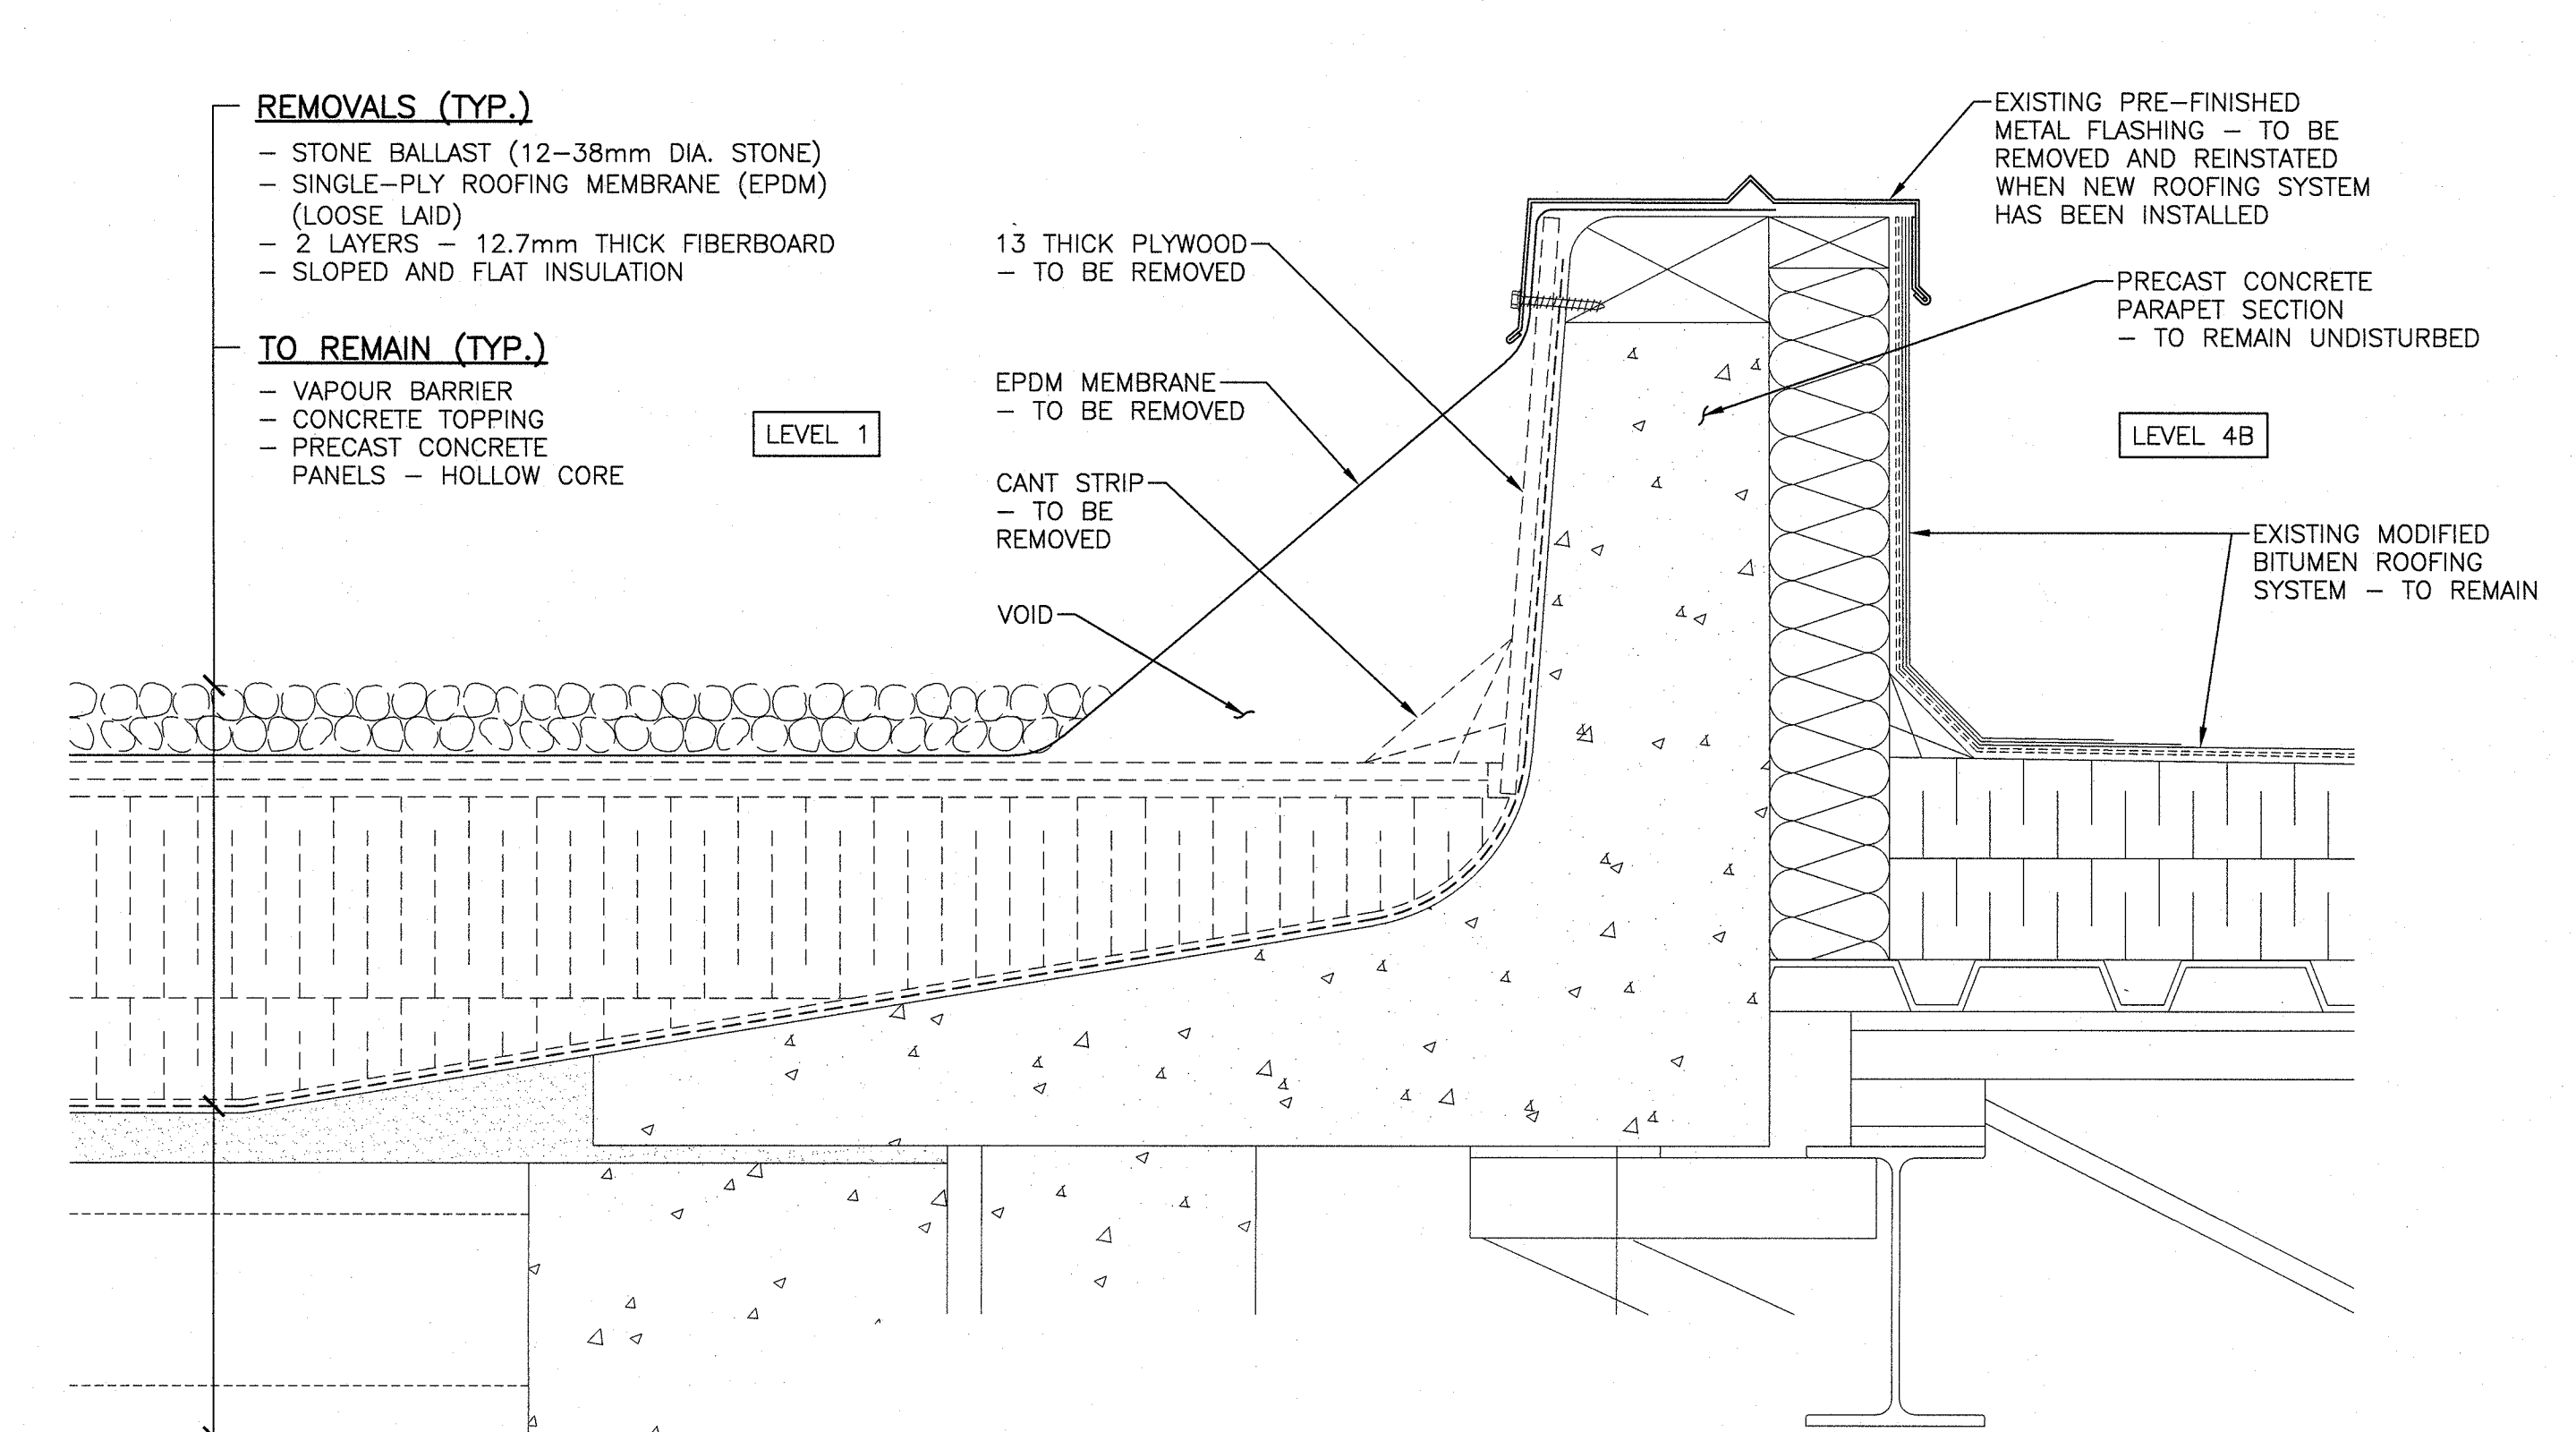 REMOVALS (TYP.)
– STONE BALLAST (12–38mm DIA. STONE)
– SINGLE–PLY ROOFING MEMBRANE (EPDM)
(LOOSE LAID)
– 2 LAYERS – 12.7mm THICK FIBERBOARD
– SLOPED AND FLAT INSULATION
TO REMAIN (TYP.)
– VAPOUR BARRIER
– CONCRETE TOPPING
– PRECAST CONCRETE
PANELS – HOLLOW CORE
LEVEL 1
13 THICK PLYWOOD
– TO BE REMOVED
EPDM MEMBRANE
– TO BE REMOVED
CANT STRIP
– TO BE
REMOVED
VOID
EXISTING PRE–FINISHED
METAL FLASHING – TO BE
REMOVED AND REINSTATED
WHEN NEW ROOFING SYSTEM
HAS BEEN INSTALLED
PRECAST CONCRETE
PARAPET SECTION
– TO REMAIN UNDISTURBED
LEVEL 4B
EXISTING MODIFIED
BITUMEN ROOFING
SYSTEM – TO REMAIN